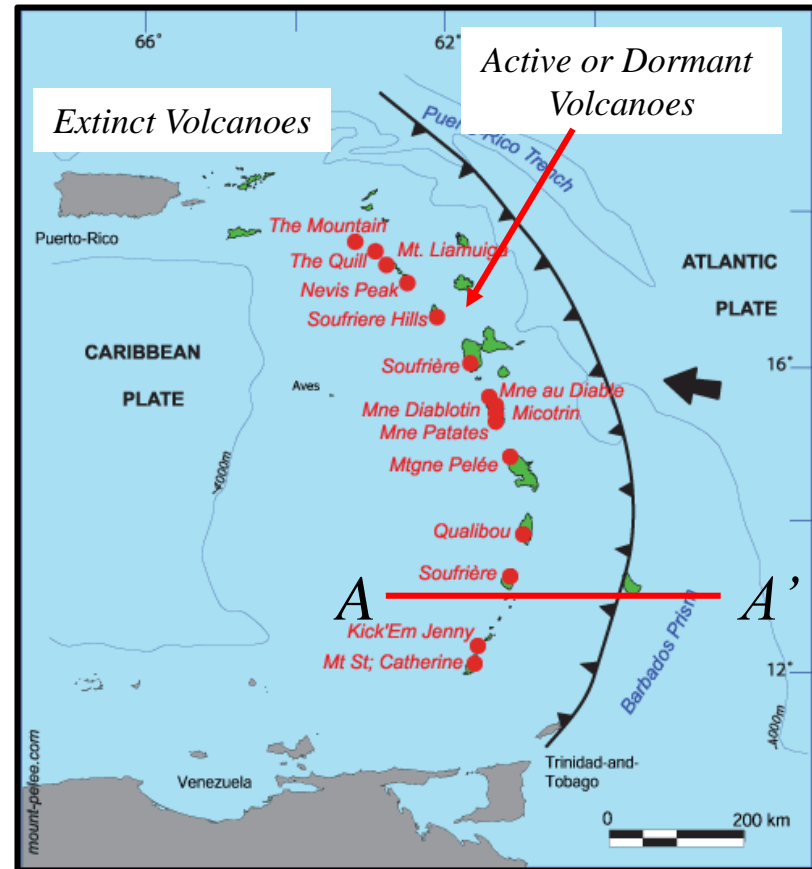 66
62
Active or Dormant
Volcanoes
Extinct Volcanoes
Puerto-Rico Trench
The Mountain
Puerto-Rico
Mt. Liamuiga
The Quill
ATLANTIC
PLATE
Nevis Peak
Soufriere Hills
CARIBBEAN
PLATE
Soufrière
16
Aves
Mne au Diable
Mne Diablotin
Micotrin
Mne Patates
Mtgne Pelée
-4000m
Qualibou
Soufrière
A
A’
Kick'Em Jenny
Mt St; Catherine
12
Barbados Prism
-4000m
Trinidad-and-
Tobago
Venezuela
0
200 km
mount-pelee.com